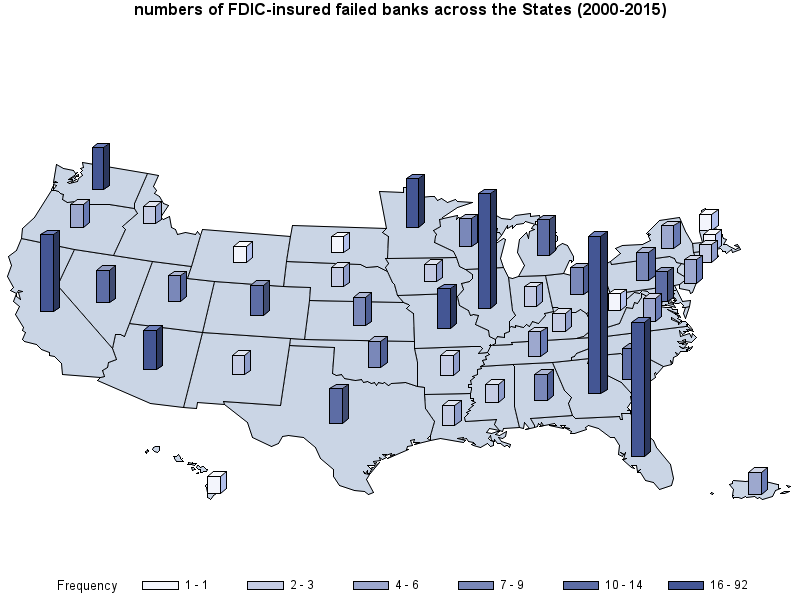 numbers of FDIC-insured failed banks across the States (2000-2015)
Frequency 1 - 1 2 - 3 4 - 6 7 - 9 10 - 14 16 - 92